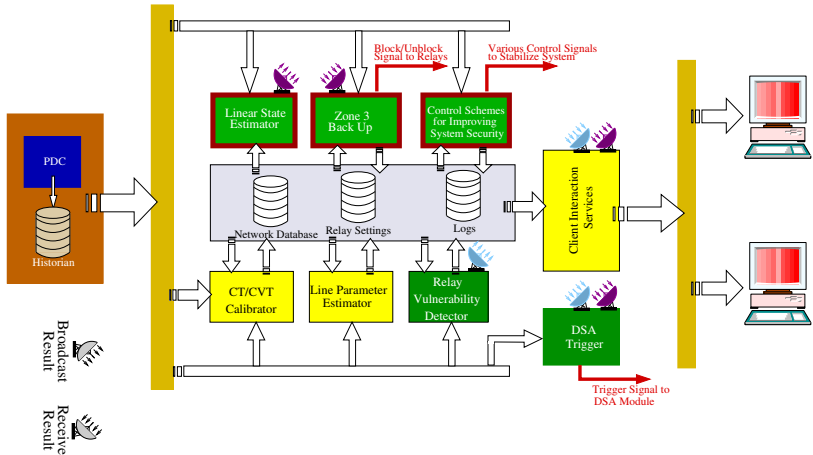 Block/Unblock
Signal to Relays
Various Control Signals
to Stabilize System
Linear State
Estimator
Zone 3
Back Up
Control Schemes
for Improving
System Security
PDC
Historian
Network Database
Relay Settings
Logs
Client Interaction
Services
CT/CVT
Calibrator
Line Parameter
Estimator
Relay
Vulnerability
Detector
DSA
Trigger
Trigger Signal to
DSA Module
Broadcast
Result
Receive
Result